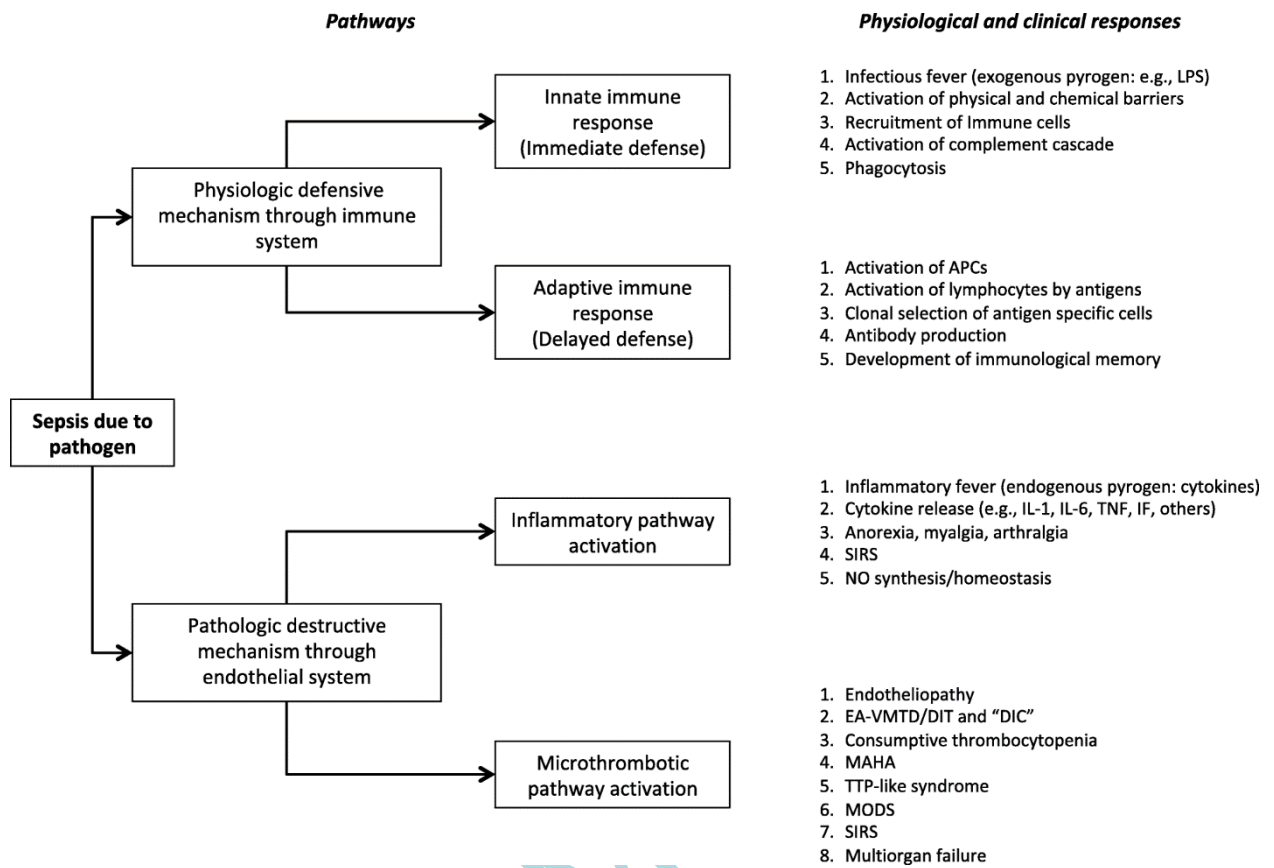 Pathways
Physiological and clinical responses
Innate immune
response
(Immediate defense)
1. Infectious fever (exogenous pyrogen: e.g., LPS)
2. Activation of physical and chemical barriers
3. Recruitment of Immune cells
4. Activation of complement cascade
5. Phagocytosis
Physiologic defensive
mechanism through immune
system
Adaptive immune
response
(Delayed defense)
1. Activation of APCs
2. Activation of lymphocytes by antigens
3. Clonal selection of antigen specific cells
4. Antibody production
5. Development of immunological memory
Sepsis due to
pathogen
Inflammatory pathway
activation
1. Inflammatory fever (endogenous pyrogen: cytokines)
2. Cytokine release (e.g., IL-1, IL-6, TNF, IF, others)
3. Anorexia, myalgia, arthralgia
4. SIRS
5. NO synthesis/homeostasis
Pathologic destructive
mechanism through
endothelial system
Microthrombotic
pathway activation
1. Endotheliopathy
2. EA-VMTD/DIT and “DIC”
3. Consumptive thrombocytopenia
4. MAHA
5. TTP-like syndrome
6. MODS
7. SIRS
8. Multiorgan failure